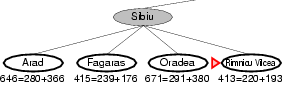 Sibiu
Arad Fagaras Oradea Rimnicu Vilcea
646=280+366 415=239+176 671=291+380 413=220+193